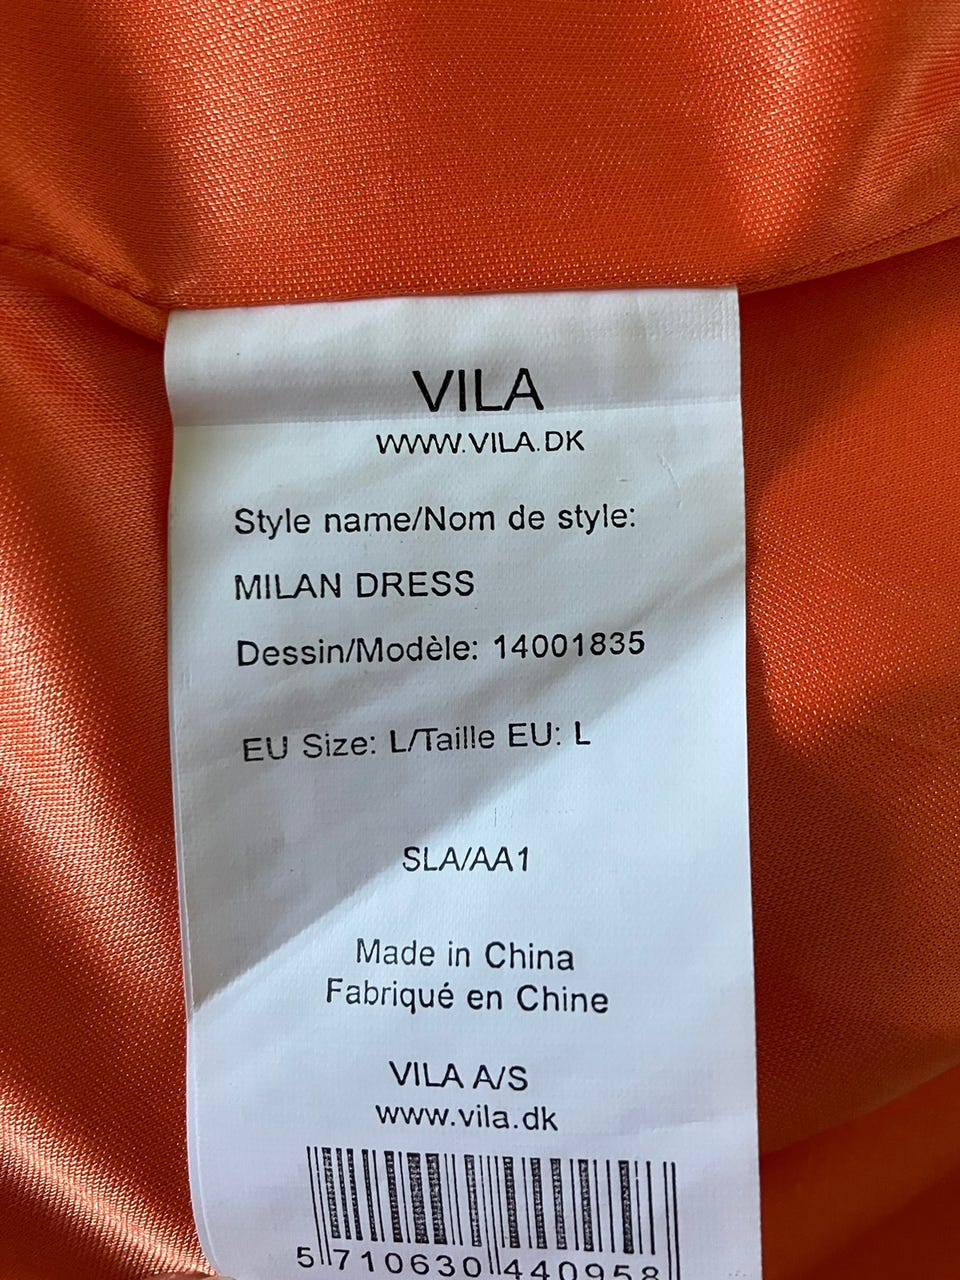 VILA
WWW.VILA.DK
Style name/Nom de style:
MILAN DRESS
Dessin/Modèle: 14001835
EU Size: L/Taille EU: L
SLA/AA1
Made in China
Fabriqué en Chine
VILA A/S
www.vila.dk
5 710630 440958